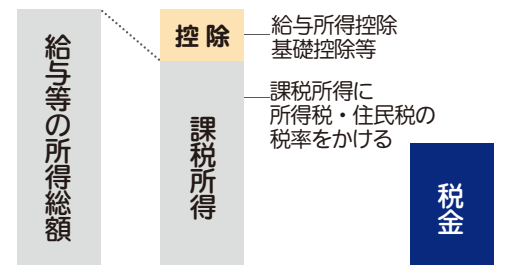 給与等の所得総額
控除
給与所得控除
基礎控除等
課税所得
課税所得に
所得税・住民税の
税率をかける
税金